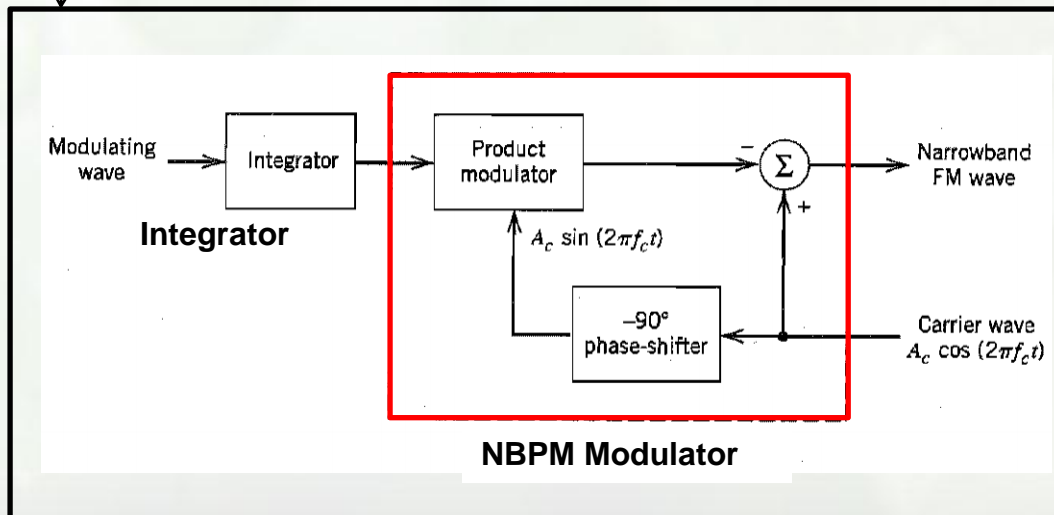 Modulating
wave
Integrator
Product
modulator
−
Σ
+
Narrowband
FM wave
Integrator
A_c sin (2πf_ct)
−90°
phase-shifter
Carrier wave
A_c cos (2πf_ct)
NBPM Modulator